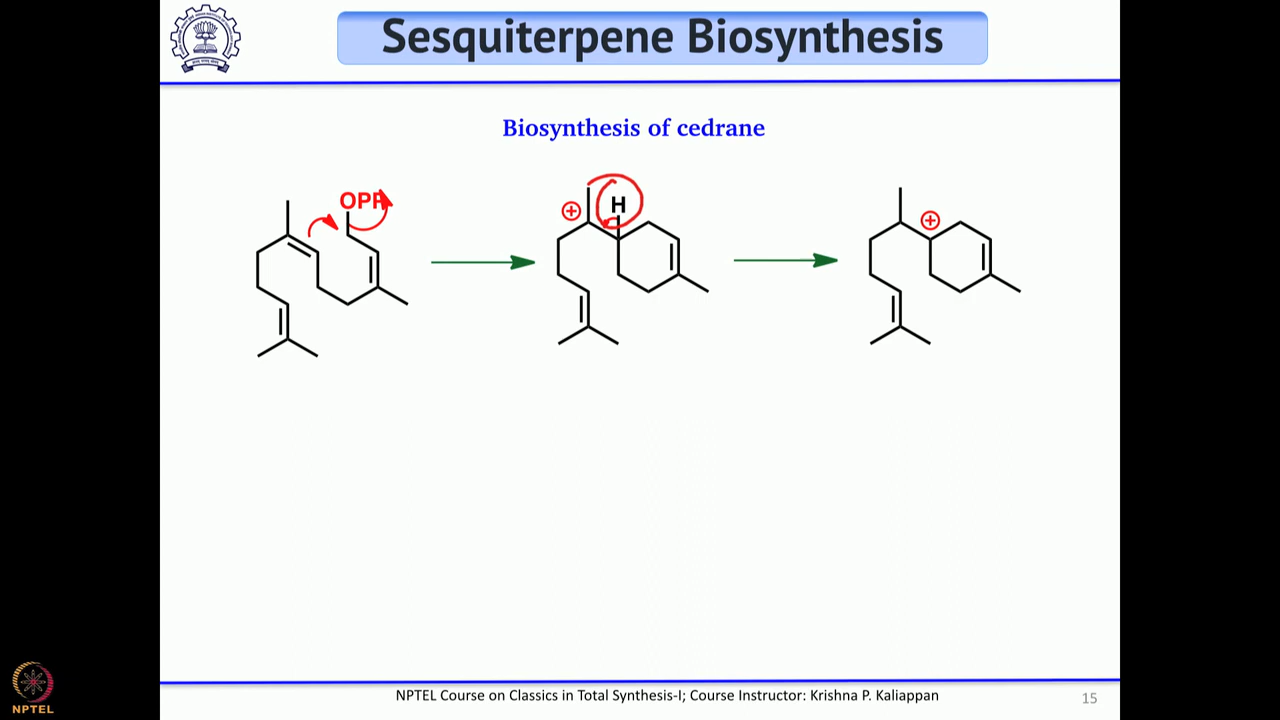 Sesquiterpene Biosynthesis
Biosynthesis of cedrane
OPP
H
NPTEL Course on Classics in Total Synthesis-I; Course Instructor: Krishna P. Kaliappan
15
NPTEL